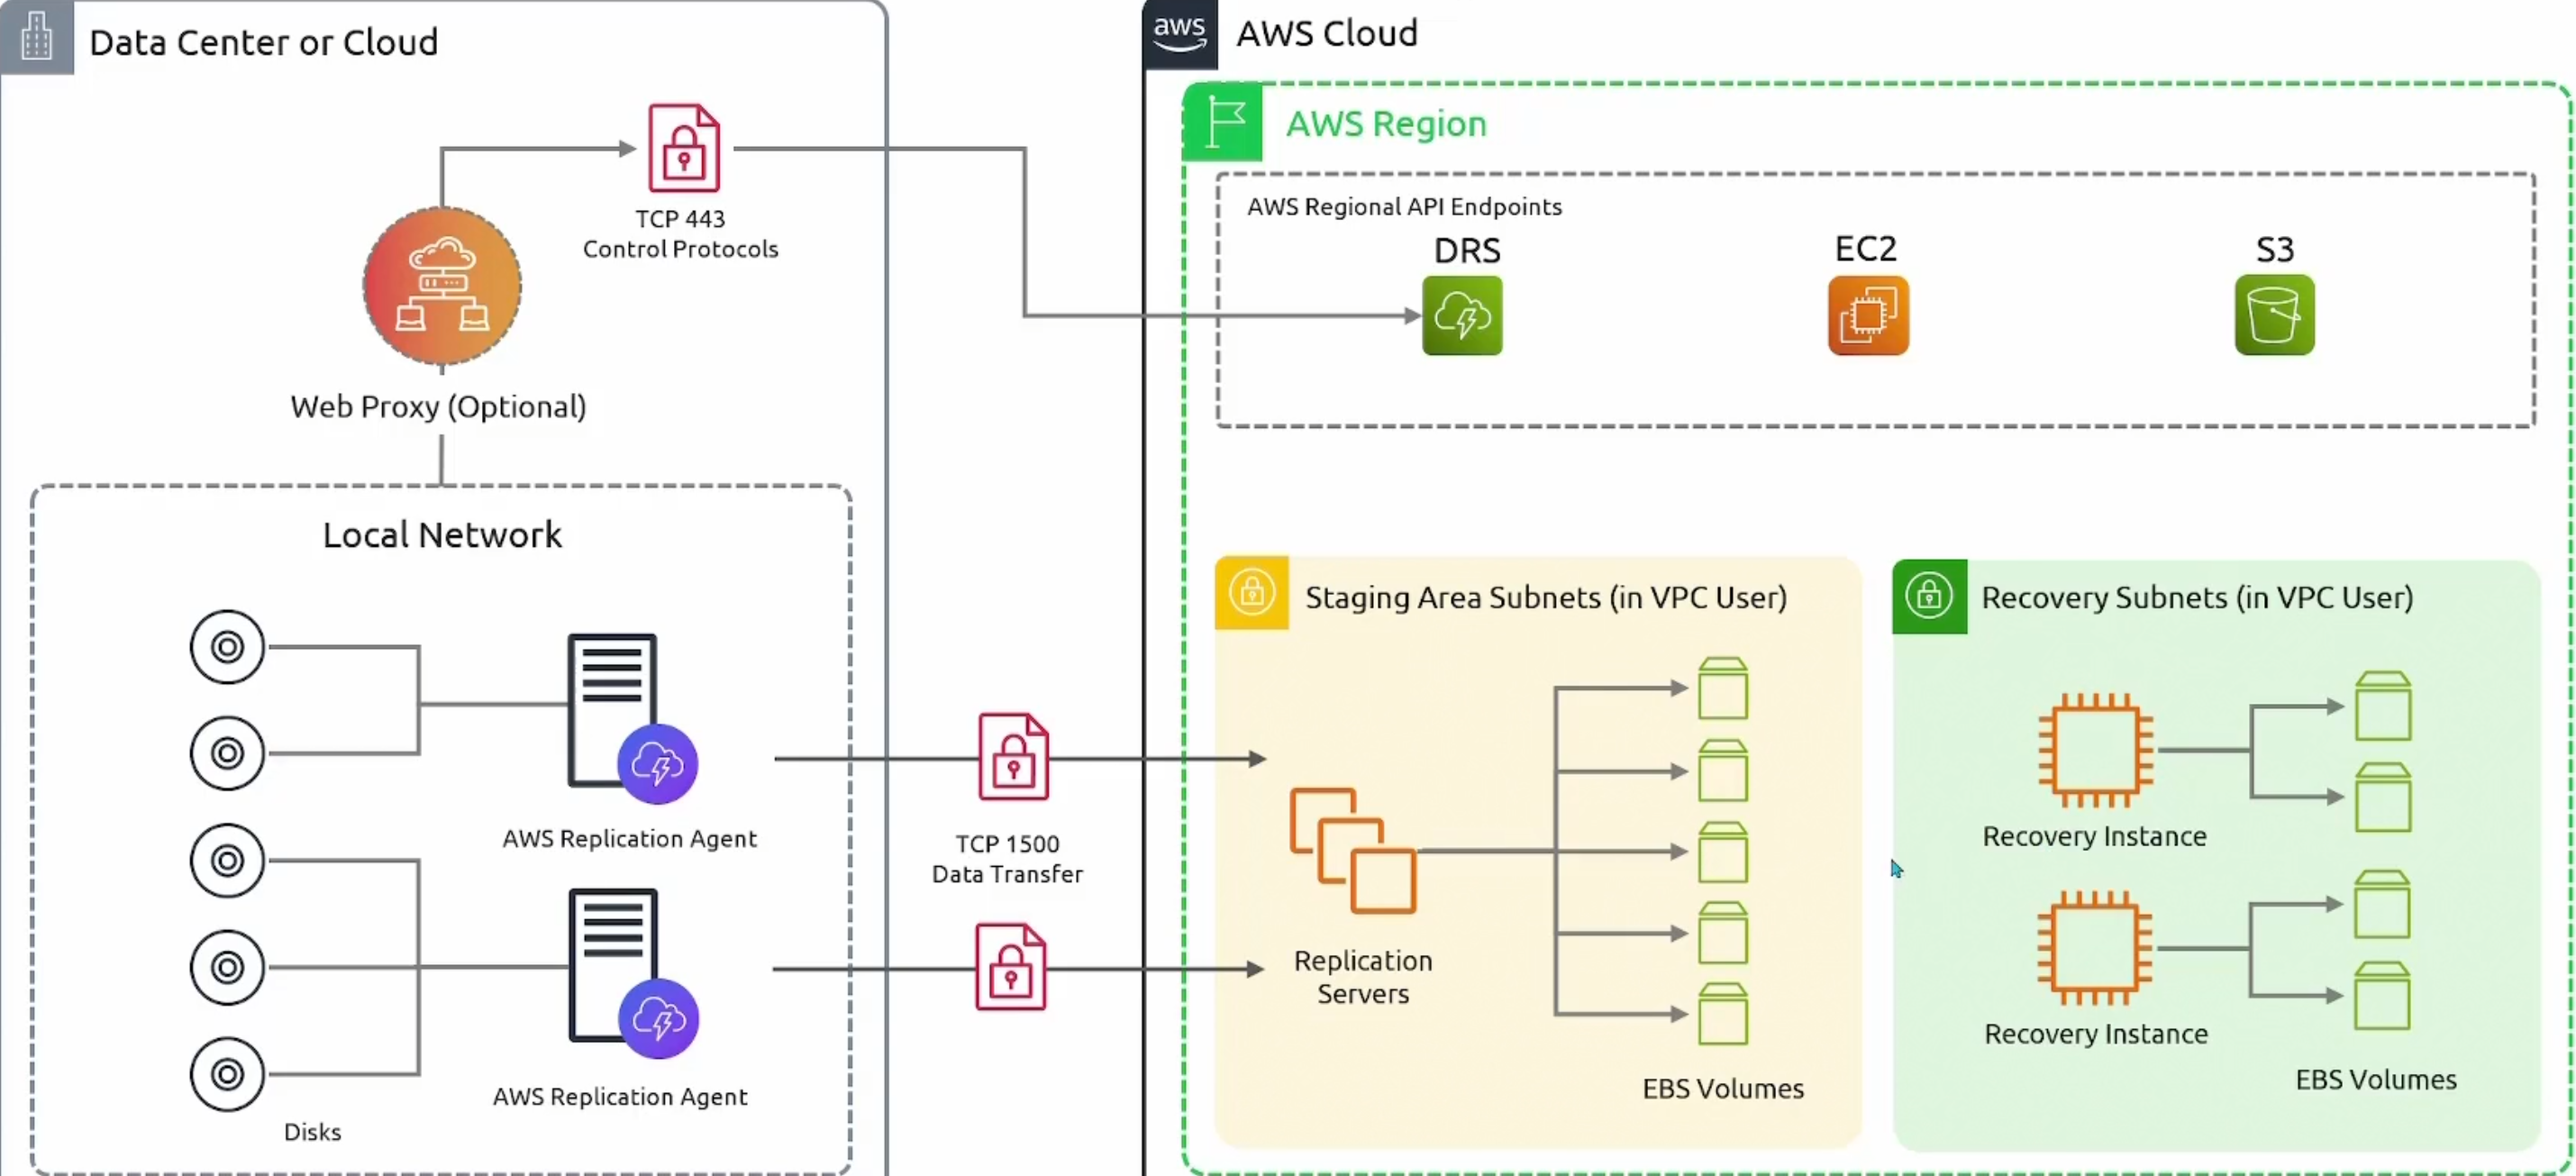 Data Center or Cloud
TCP 443
Control Protocols
Web Proxy (Optional)
Local Network
AWS Replication Agent
AWS Replication Agent
Disks
TCP 1500
Data Transfer
aws
AWS Cloud
AWS Region
AWS Regional API Endpoints
DRS
EC2
S3
Staging Area Subnets (in VPC User)
Replication
Servers
EBS Volumes
Recovery Subnets (in VPC User)
Recovery Instance
Recovery Instance
EBS Volumes